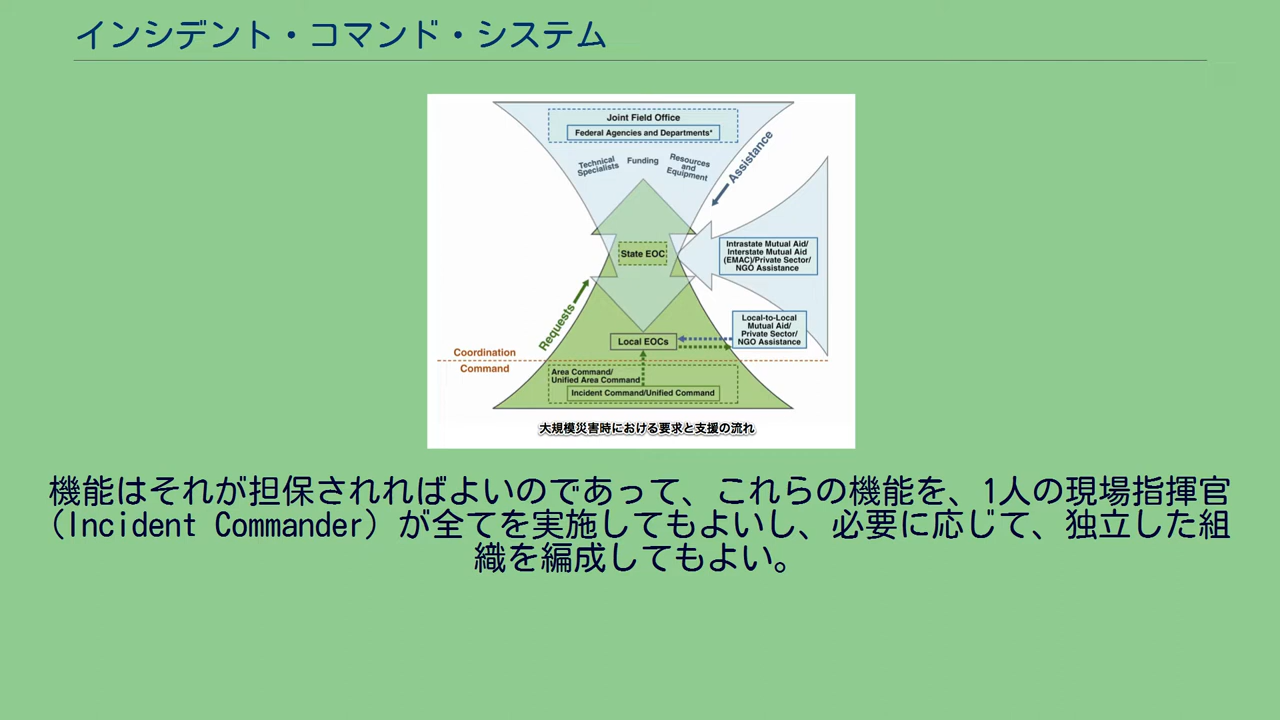 インシデント・コマンド・システム
Joint Field Office
Federal Agencies and Departments*
Technical
Specialists
Funding
Resources
and
Equipment
Assistance
State EOC
Intrastate Mutual Aid/
Interstate Mutual Aid
(EMAC)/Private Sector/
NGO Assistance
Requests
Local EOCs
Local-to-Local
Mutual Aid/
Private Sector/
NGO Assistance
Coordination
Command
Area Command/
Unified Area Command
Incident Command/Unified Command
大規模災害時における要求と支援の流れ
機能はそれが担保されればよいのであって、これらの機能を、1人の現場指揮官
（Incident Commander）が全てを実施してもよいし、必要に応じて、独立した組
織を編成してもよい。